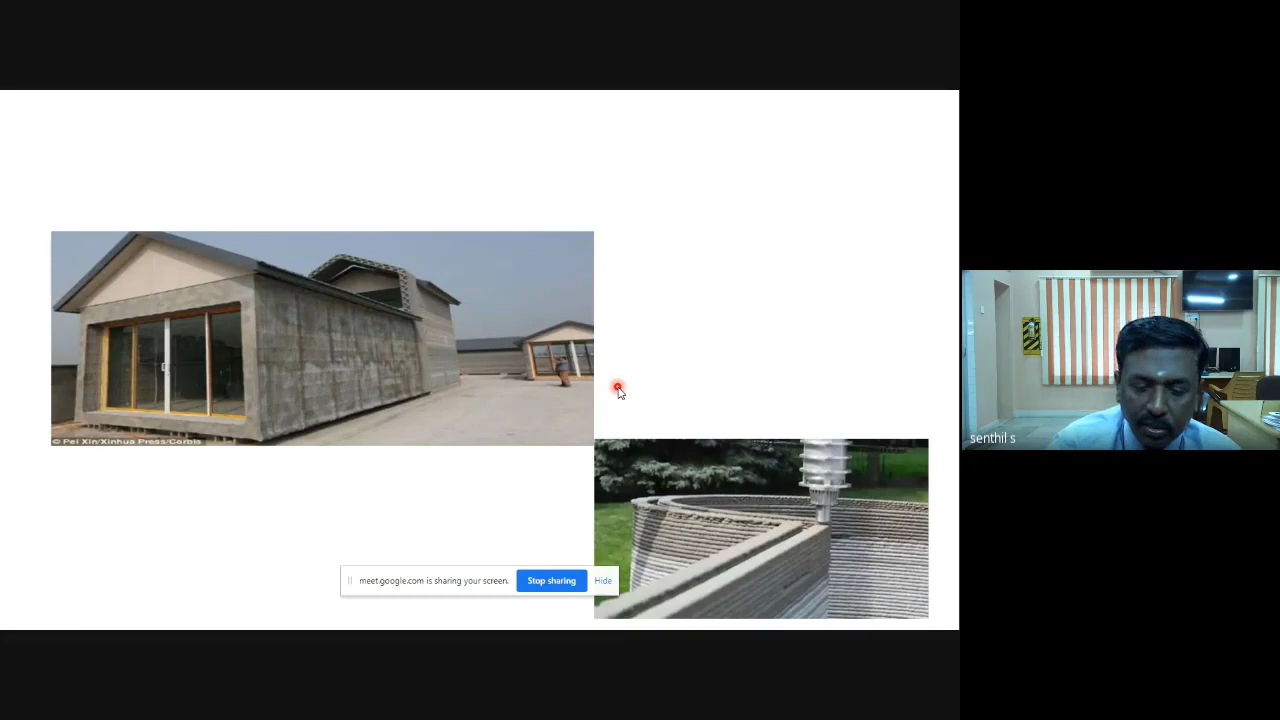 © Pei Xin/Xinhua Press/Corbis
meet.google.com is sharing your screen.
Stop sharing
Hide
senthil s